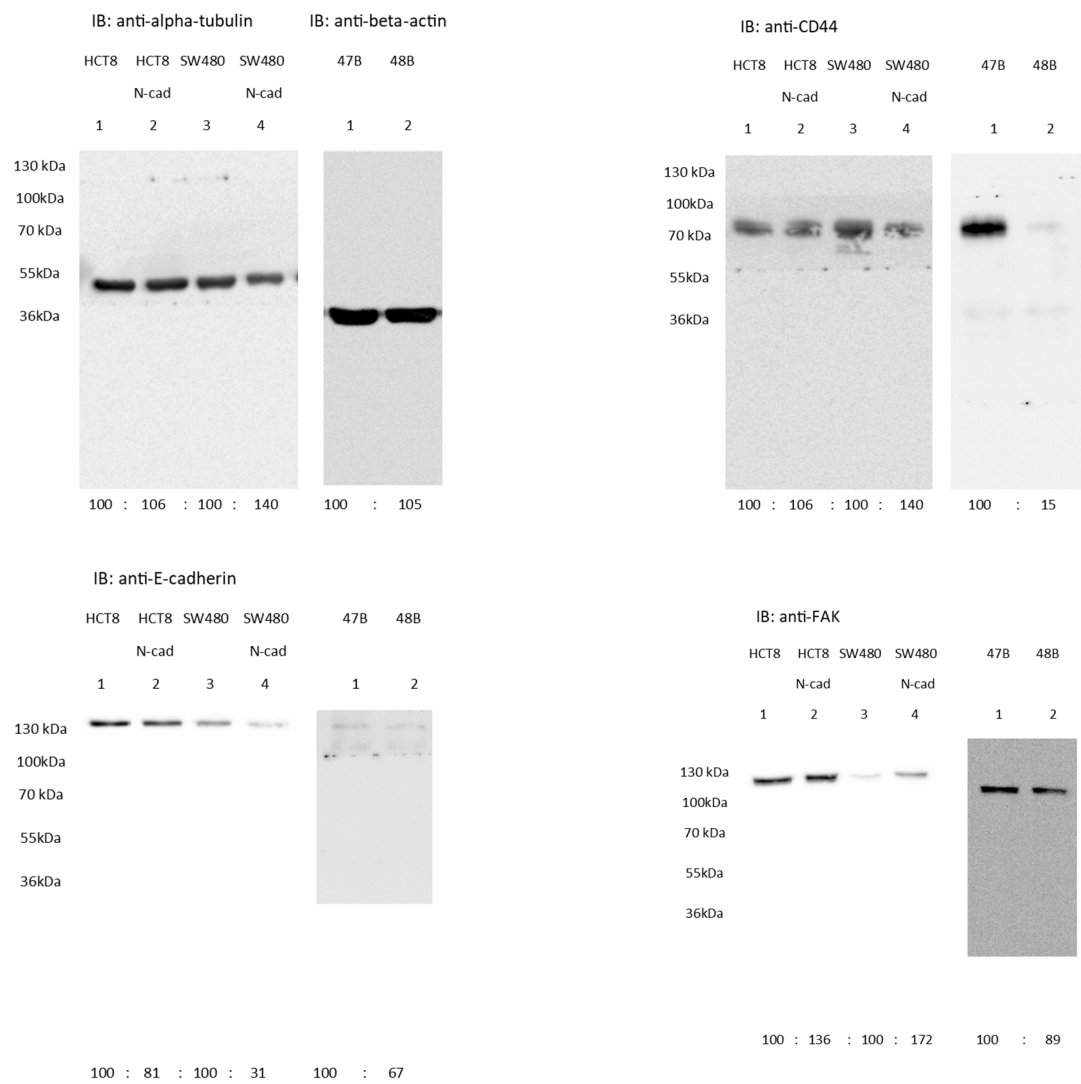 IB: anti-alpha-tubulin IB: anti-beta-actin
HCT8 HCT8 SW480 SW480 47B 48B
N-cad N-cad
1 2 3 4 1 2
130 kDa
100kDa
70 kDa
55kDa
36kDa
100 : 106 : 100 : 140 100 : 105
IB: anti-CD44
HCT8 HCT8 SW480 SW480 47B 48B
N-cad N-cad
1 2 3 4 1 2
130 kDa
100kDa
70 kDa
55kDa
36kDa
100 : 106 : 100 : 140 100 : 15
IB: anti-E-cadherin
HCT8 HCT8 SW480 SW480 47B 48B
N-cad N-cad
1 2 3 4 1 2
130 kDa
100kDa
70 kDa
55kDa
36kDa
100 : 81 : 100 : 31 100 : 67
IB: anti-FAK
HCT8 HCT8 SW480 SW480 47B 48B
N-cad N-cad
1 2 3 4 1 2
130 kDa
100kDa
70 kDa
55kDa
36kDa
100 : 136 : 100 : 172 100 : 89